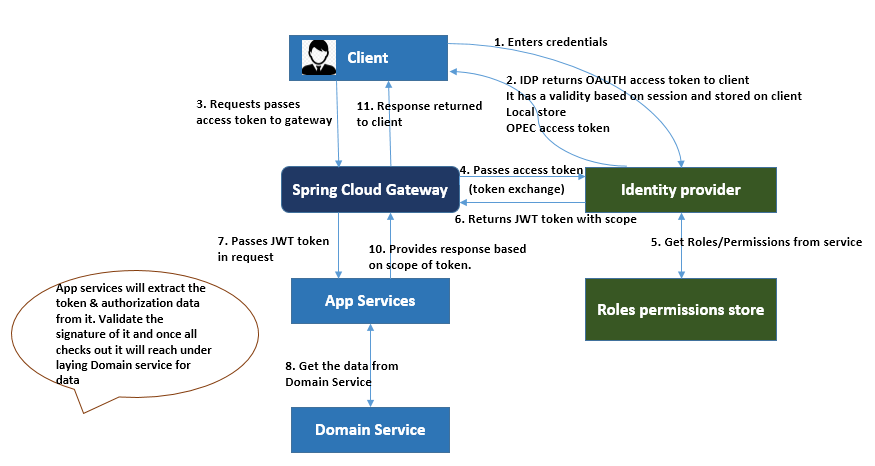 1. Enters credentials
Client
2. IDP returns OAUTH access token to client
It has a validity based on session and stored on client
Local store
OPEC access token
3. Requests passes
access token to gateway
11. Response returned
to client
4. Passes access token
Spring Cloud Gateway
(token exchange)
Identity provider
6. Returns JWT token with scope
7. Passes JWT token
in request
10. Provides response based
on scope of token.
5. Get Roles/Permissions from service
App services will extract the
token & authorization data
from it. Validate the
signature of it and once all
checks out it will reach under
laying Domain service for
data
App Services
Roles permissions store
8. Get the data from
Domain Service
Domain Service